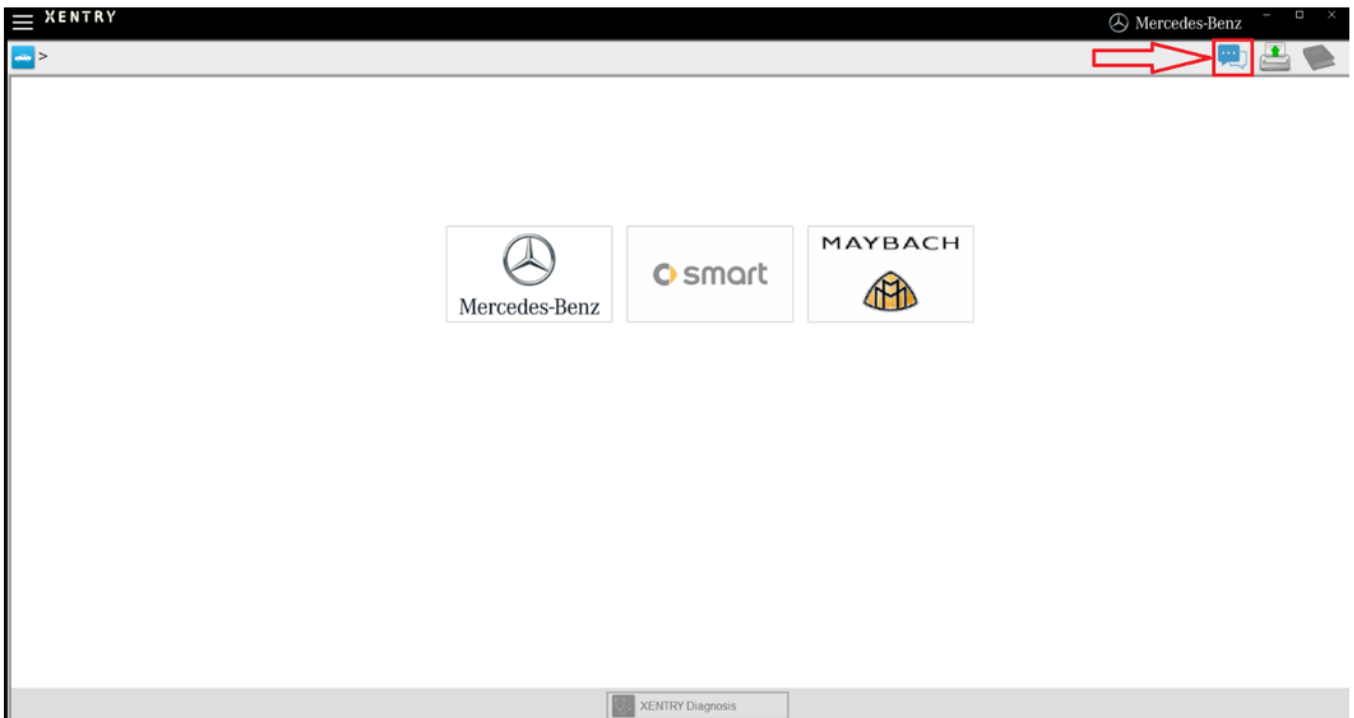 XENTRY
Mercedes-Benz
>
Mercedes-Benz
smart
MAYBACH
XENTRY Diagnosis